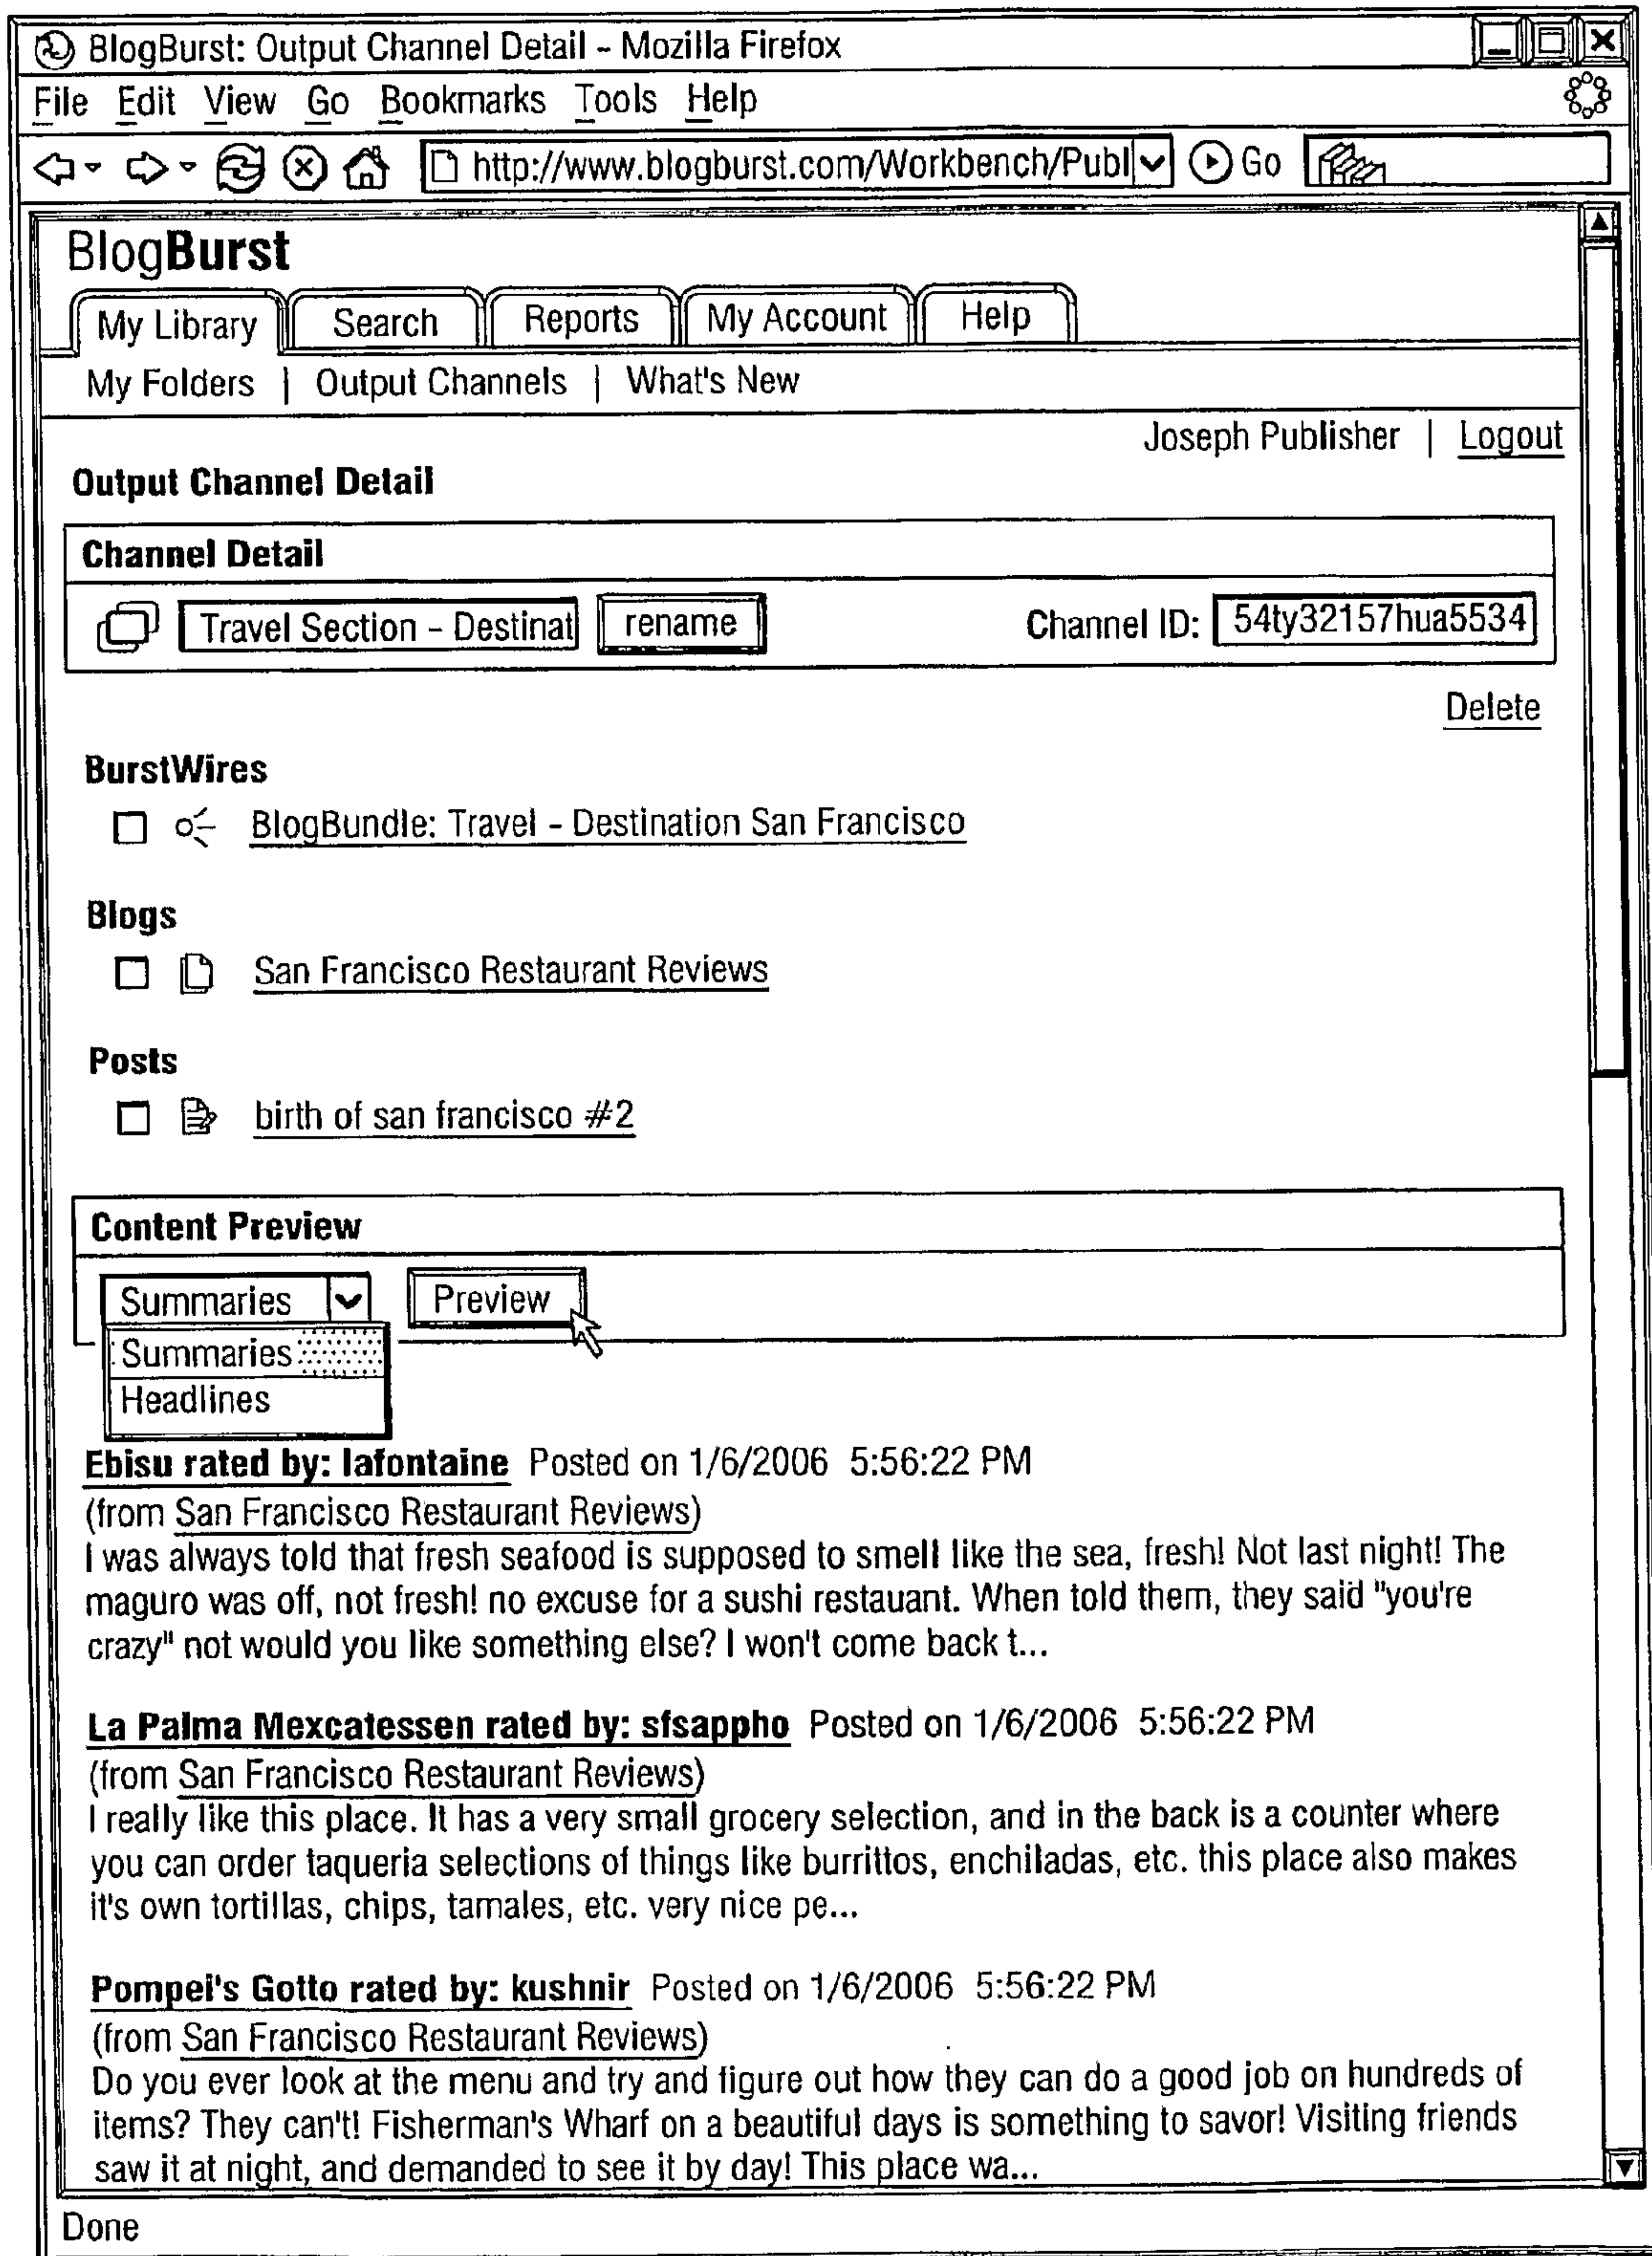 BlogBurst: Output Channel Detail - Mozilla Firefox
File Edit View Go Bookmarks Tools Help
http://www.blogburst.com/Workbench/Publ Go
BlogBurst
My Library Search Reports My Account Help
My Folders | Output Channels | What's New
Joseph Publisher | Logout
Output Channel Detail
Channel Detail
Travel Section - Destinat rename Channel ID: 54ty32157hua5534
Delete
BurstWires
BlogBundle: Travel - Destination San Francisco
Blogs
San Francisco Restaurant Reviews
Posts
birth of san francisco #2
Content Preview
Summaries Preview
Summaries
Headlines
Ebisu rated by: lafontaine Posted on 1/6/2006 5:56:22 PM
(from San Francisco Restaurant Reviews)
I was always told that fresh seafood is supposed to smell like the sea, fresh! Not last night! The
maguro was off, not fresh! no excuse for a sushi restauant. When told them, they said "you're
crazy" not would you like something else? I won't come back t...
La Palma Mexcatessen rated by: sfsappho Posted on 1/6/2006 5:56:22 PM
(from San Francisco Restaurant Reviews)
I really like this place. It has a very small grocery selection, and in the back is a counter where
you can order taqueria selections of things like burrittos, enchiladas, etc. this place also makes
it's own tortillas, chips, tamales, etc. very nice pe...
Pompei's Gotto rated by: kushnir Posted on 1/6/2006 5:56:22 PM
(from San Francisco Restaurant Reviews)
Do you ever look at the menu and try and figure out how they can do a good job on hundreds of
items? They can't! Fisherman's Wharf on a beautiful days is something to savor! Visiting friends
saw it at night, and demanded to see it by day! This place wa...
Done